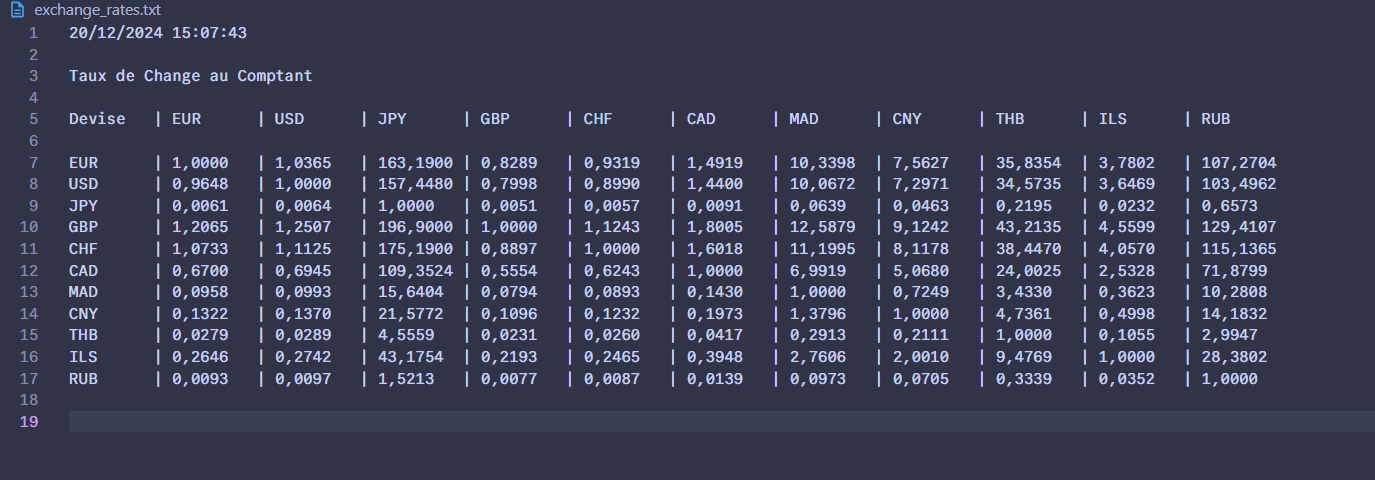 exchange_rates.txt
1 20/12/2024 15:07:43
2
3 Taux de Change au Comptant
4
5 Devise | EUR | USD | JPY | GBP | CHF | CAD | MAD | CNY | THB | ILS | RUB
6
7 EUR | 1,0000 | 1,0365 | 163,1900 | 0,8289 | 0,9319 | 1,4919 | 10,3398 | 7,5627 | 35,8354 | 3,7802 | 107,2704
8 USD | 0,9648 | 1,0000 | 157,4480 | 0,7998 | 0,8990 | 1,4400 | 10,0672 | 7,2971 | 34,5735 | 3,6469 | 103,4962
9 JPY | 0,0061 | 0,0064 | 1,0000 | 0,0051 | 0,0057 | 0,0091 | 0,0639 | 0,0463 | 0,2195 | 0,0232 | 0,6573
10 GBP | 1,2065 | 1,2507 | 196,9000 | 1,0000 | 1,1243 | 1,8005 | 12,5879 | 9,1242 | 43,2135 | 4,5599 | 129,4107
11 CHF | 1,0733 | 1,1125 | 175,1900 | 0,8897 | 1,0000 | 1,6018 | 11,1995 | 8,1178 | 38,4470 | 4,0570 | 115,1365
12 CAD | 0,6700 | 0,6945 | 109,3524 | 0,5554 | 0,6243 | 1,0000 | 6,9919 | 5,0680 | 24,0025 | 2,5328 | 71,8799
13 MAD | 0,0958 | 0,0993 | 15,6404 | 0,0794 | 0,0893 | 0,1430 | 1,0000 | 0,7249 | 3,4330 | 0,3623 | 10,2808
14 CNY | 0,1322 | 0,1370 | 21,5772 | 0,1096 | 0,1232 | 0,1973 | 1,3796 | 1,0000 | 4,7361 | 0,4998 | 14,1832
15 THB | 0,0279 | 0,0289 | 4,5559 | 0,0231 | 0,0260 | 0,0417 | 0,2913 | 0,2111 | 1,0000 | 0,1055 | 2,9947
16 ILS | 0,2646 | 0,2742 | 43,1754 | 0,2193 | 0,2465 | 0,3948 | 2,7606 | 2,0010 | 9,4769 | 1,0000 | 28,3802
17 RUB | 0,0093 | 0,0097 | 1,5213 | 0,0077 | 0,0087 | 0,0139 | 0,0973 | 0,0705 | 0,3339 | 0,0352 | 1,0000
18
19